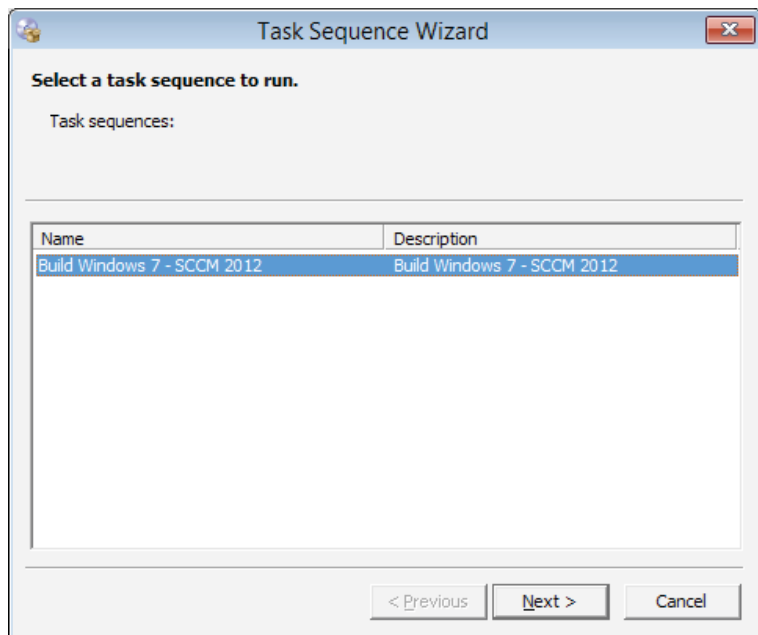 Task Sequence Wizard
Select a task sequence to run.
Task sequences:
Name Description
Build Windows 7 - SCCM 2012 Build Windows 7 - SCCM 2012
< Previous Next > Cancel